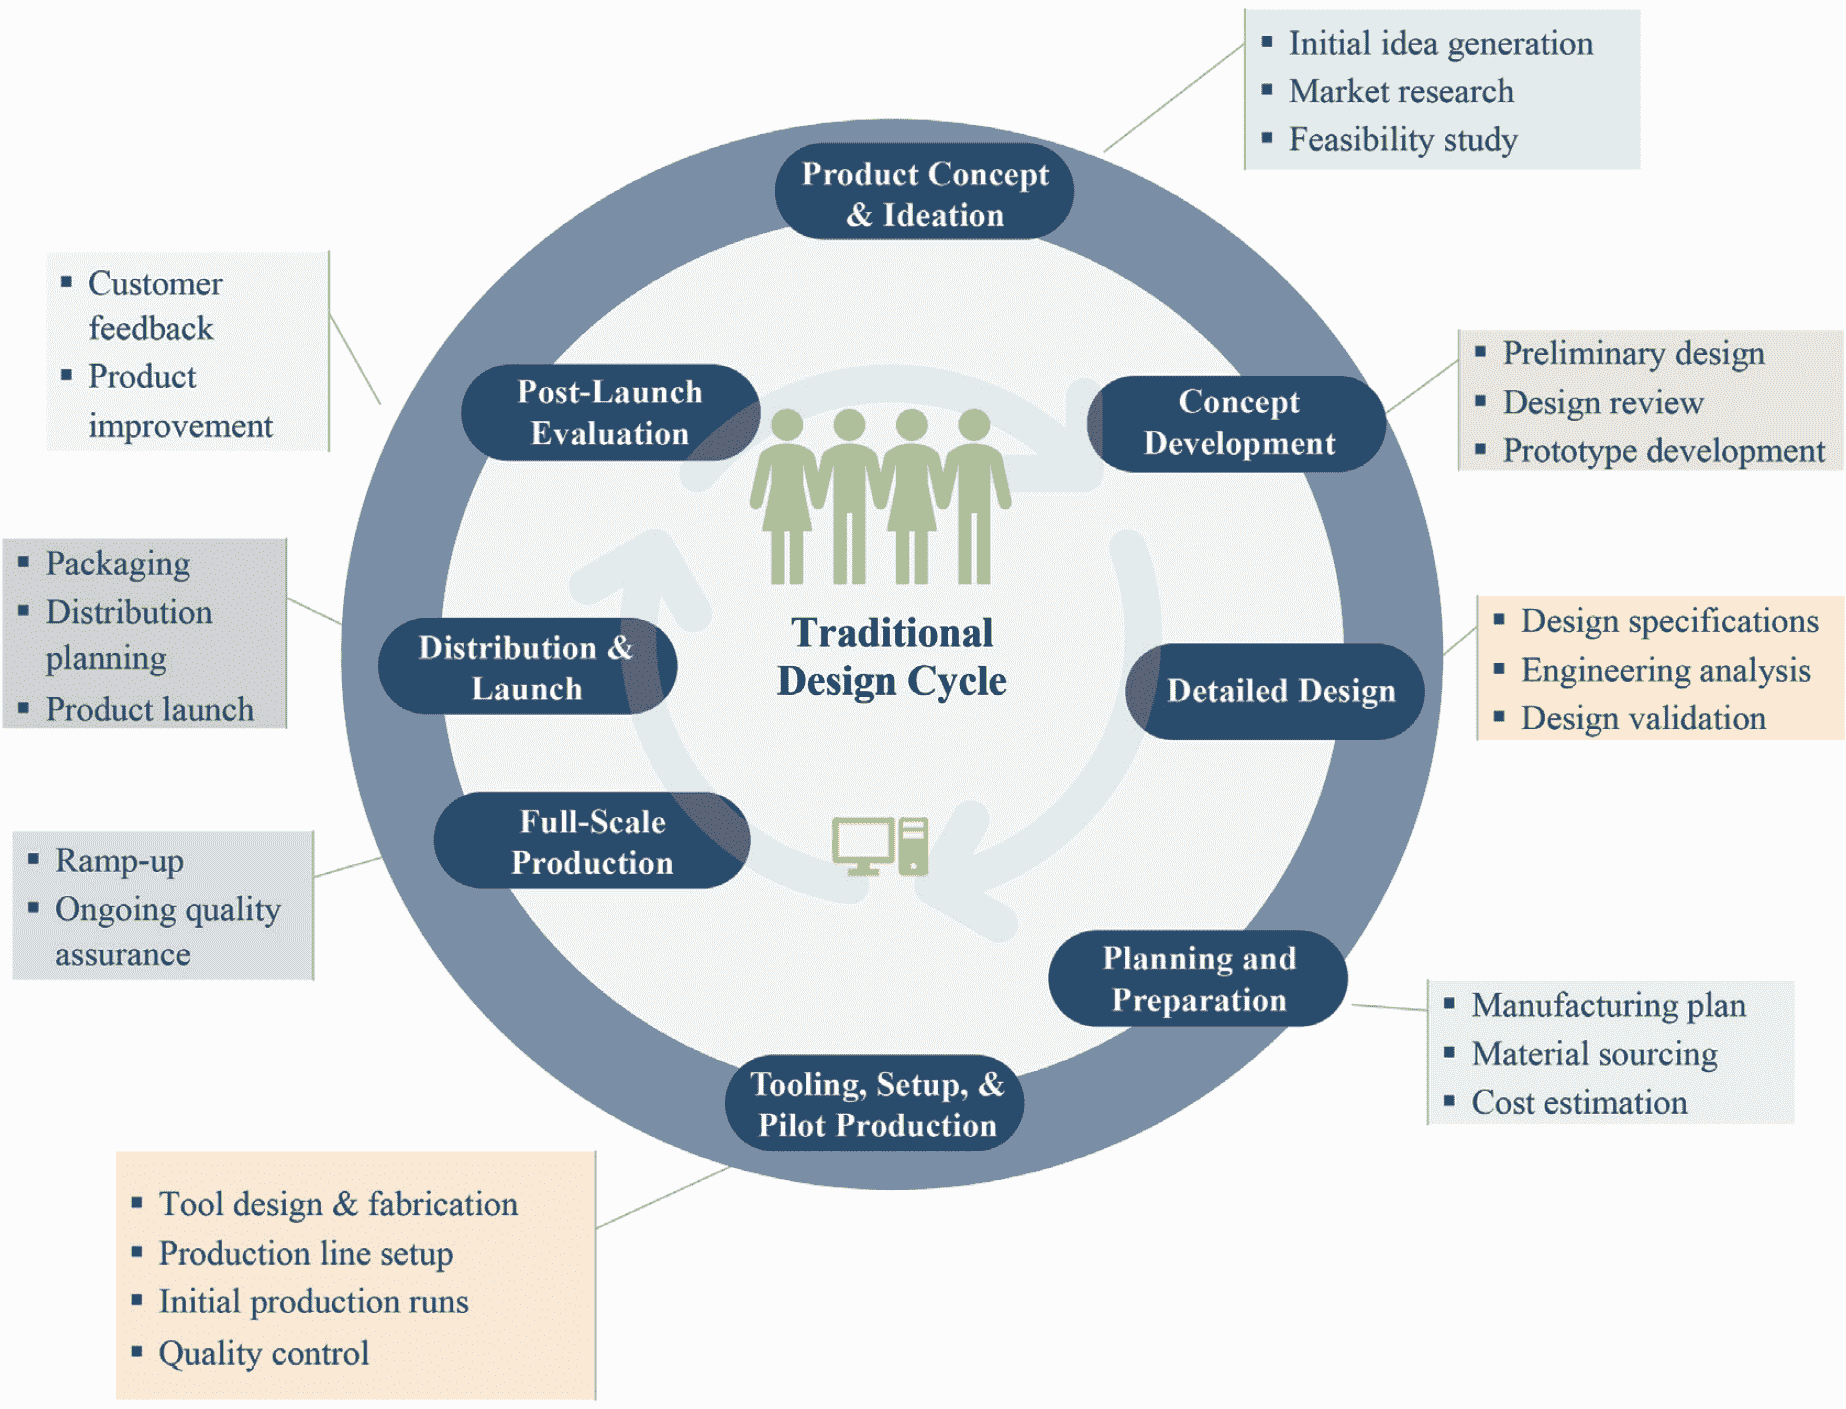 Product Concept
& Ideation
▪ Initial idea generation
▪ Market research
▪ Feasibility study
Concept
Development
▪ Preliminary design
▪ Design review
▪ Prototype development
Detailed Design
▪ Design specifications
▪ Engineering analysis
▪ Design validation
Planning and
Preparation
▪ Manufacturing plan
▪ Material sourcing
▪ Cost estimation
Tooling, Setup, &
Pilot Production
▪ Tool design & fabrication
▪ Production line setup
▪ Initial production runs
▪ Quality control
Full-Scale
Production
▪ Ramp-up
▪ Ongoing quality
assurance
Distribution &
Launch
▪ Packaging
▪ Distribution
planning
▪ Product launch
Post-Launch
Evaluation
▪ Customer
feedback
▪ Product
improvement
Traditional
Design Cycle